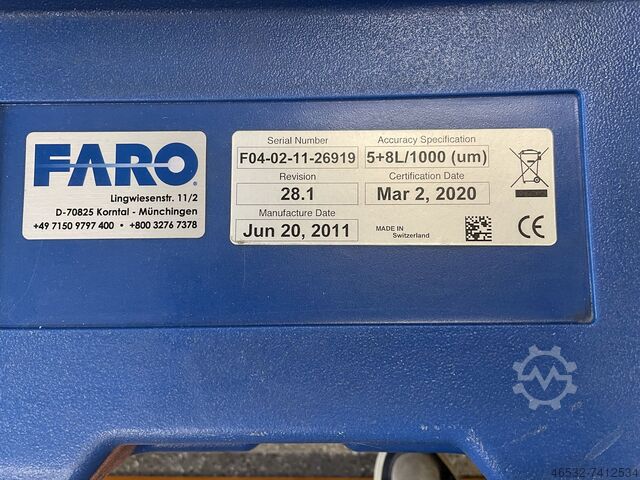 FARO
Lingwiesenstr. 11/2
D-70825 Korntal - Münchingen
+49 7150 9797 400 • +800 3276 7378
Serial Number
F04-02-11-26919
Revision
28.1
Manufacture Date
Jun 20, 2011
Accuracy Specification
5+8L/1000 (um)
Certification Date
Mar 2, 2020
MADE IN
Switzerland
CE
46532-7412534